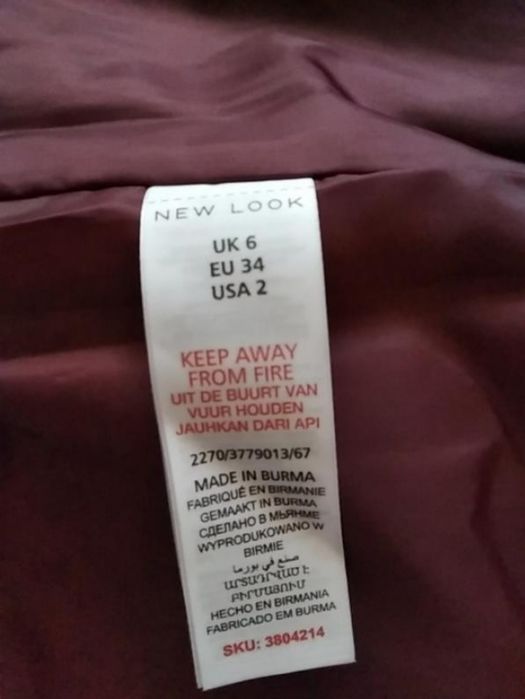 NEW LOOK
UK 6
EU 34
USA 2
KEEP AWAY
FROM FIRE
UIT DE BUURT VAN
VUUR HOUDEN
JAUHKAN DARI API
2270/3779013/67
MADE IN BURMA
FABRIQUÉ EN BIRMANIE
GEMAAKT IN BURMA
СДЕЛАНО В МЬЯНМЕ
WYPRODUKOWANO W
BIRMIE
صنع في بورما
ԱՐՏԱԴՐՎԱԾ Է
ԲԻՐՄԱՅՈՒՄ
HECHO EN BIRMANIA
FABRICADO EM BURMA
SKU: 3804214